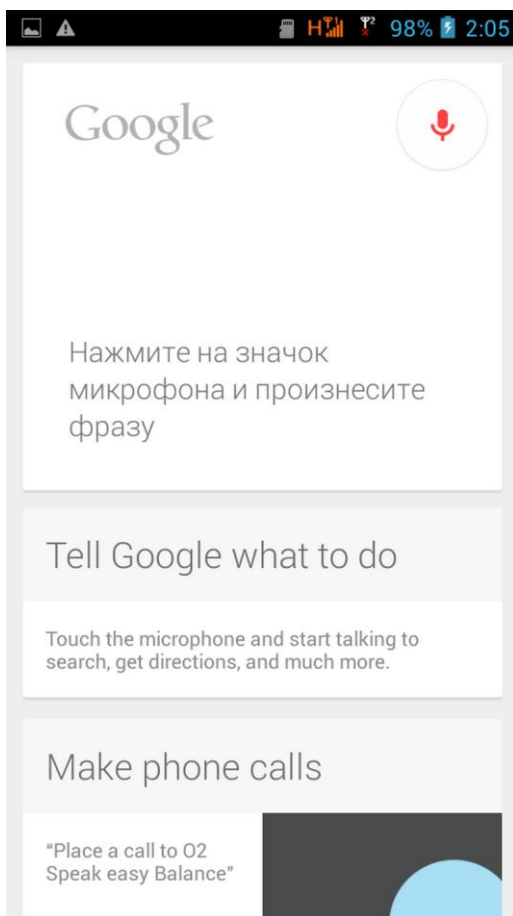 H 98% 2:05
Google
Нажмите на значок
микрофона и произнесите
фразу
Tell Google what to do
Touch the microphone and start talking to
search, get directions, and much more.
Make phone calls
“Place a call to O2
Speak easy Balance”